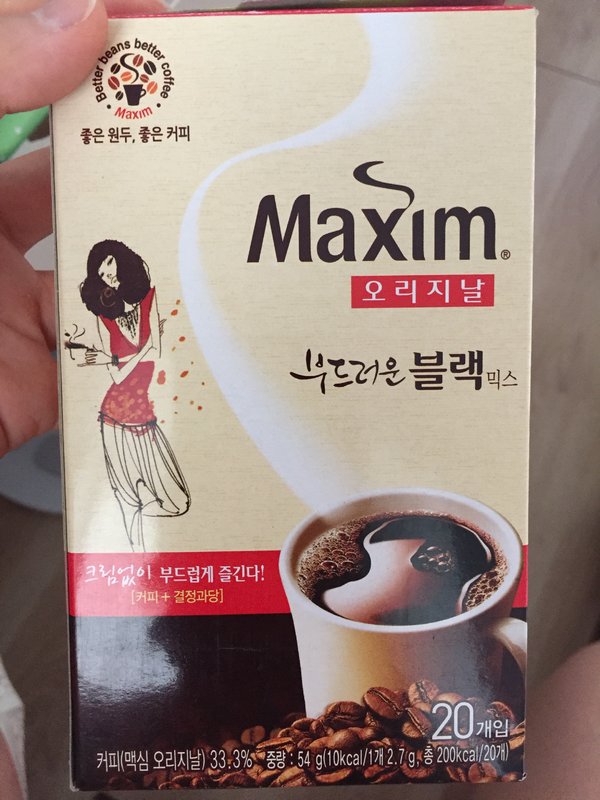 Better beans better coffee
Maxim
좋은 원두, 좋은 커피
Maxim®
오리지날
부드러운 블랙믹스
크림없이 부드럽게 즐긴다!
[커피+결정과당]
20개입
커피(맥심 오리지날) 33.3% 중량 : 54 g(10kcal/1개 2.7 g, 총 200kcal/20개)